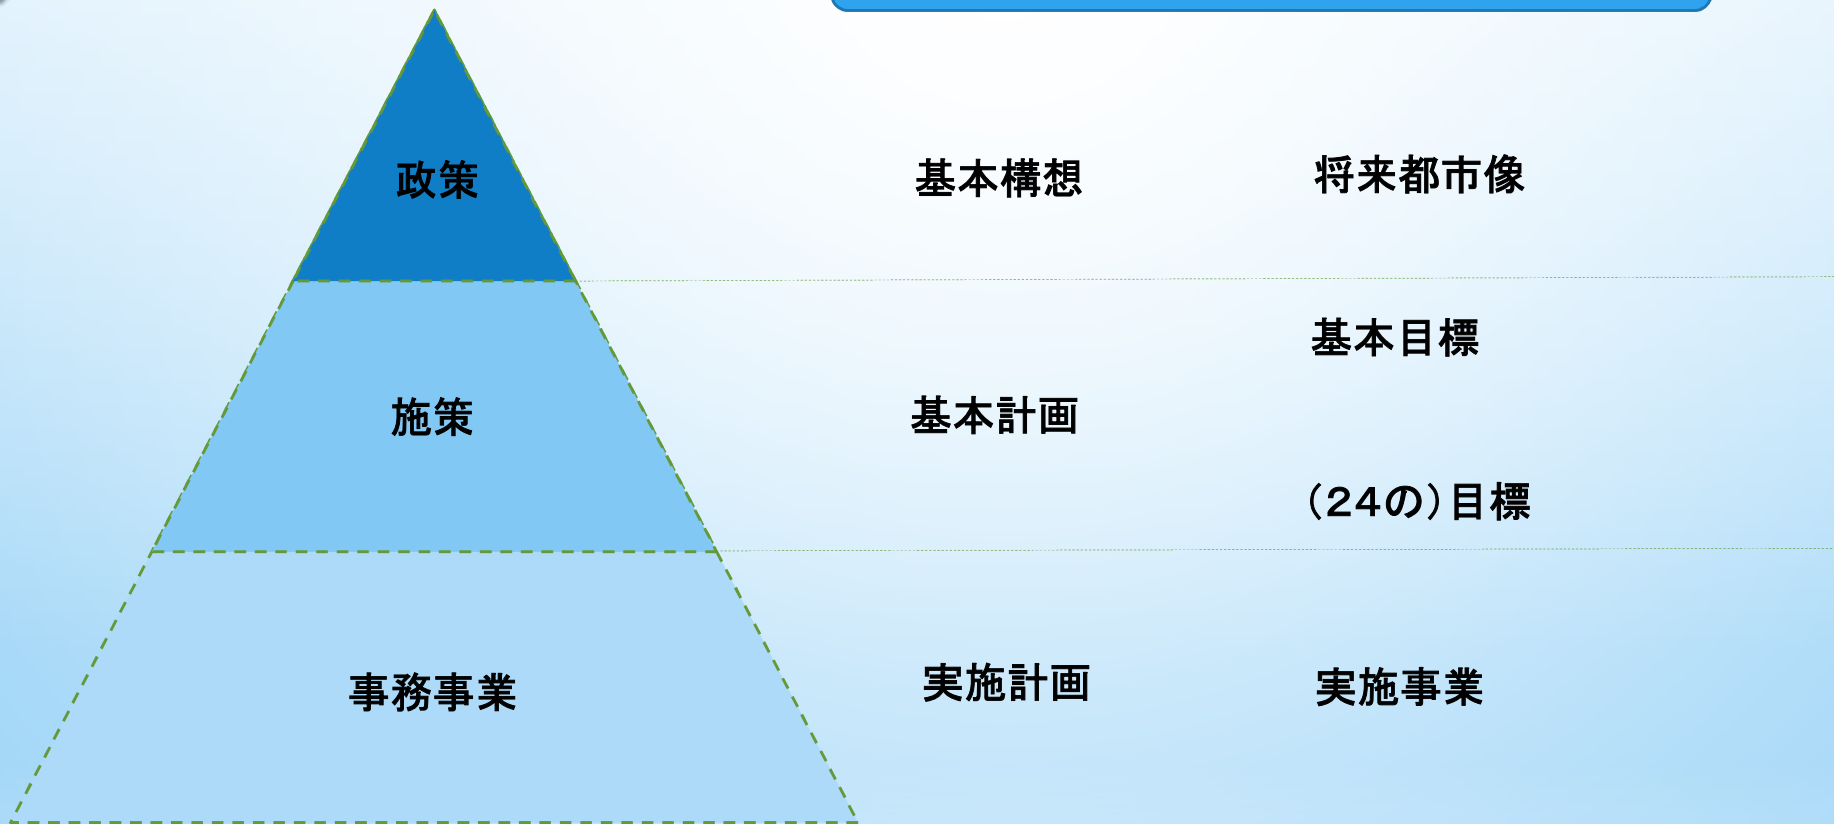 政策
基本構想
将来都市像
基本目標
施策
基本計画
（24の）目標
事務事業
実施計画
実施事業